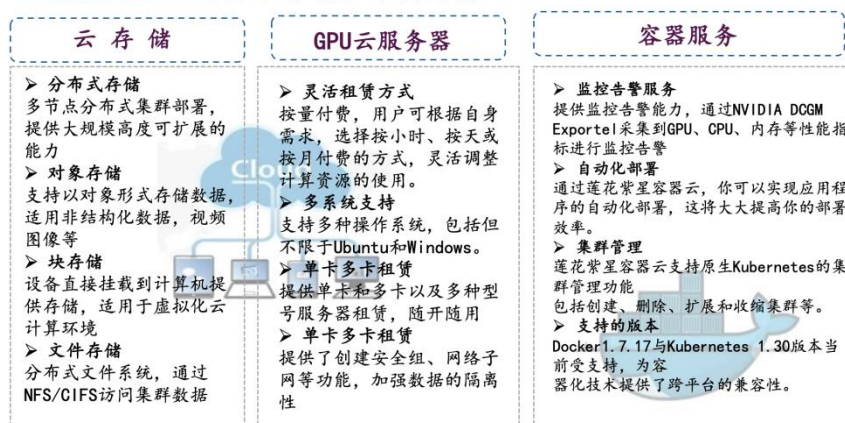 云 存 储
➢ 分布式存储
多节点分布式集群部署，
提供大规模高度可扩展的
能力
➢ 对象存储
支持以对象形式存储数据，
适用非结构化数据，视频
图像等
➢ 块存储
设备直接挂载到计算机提
供存储，适用于虚拟化云
计算环境
➢ 文件存储
分布式文件系统，通过
NFS/CIFS访问集群数据
GPU云服务器
➢ 灵活租赁方式
按量付费，用户可根据自身
需求，选择按小时、按天或
按月付费的方式，灵活调整
计算资源的使用。
➢ 多系统支持
支持多种操作系统，包括但
不限于Ubuntu和Windows。
➢ 单卡多卡租赁
提供单卡和多卡以及多种型
号服务器租赁，随开随用
➢ 单卡多卡租赁
提供了创建安全组、网络子
网等功能，加强数据的隔离
性
容器服务
➢ 监控告警服务
提供监控告警能力，通过NVIDIA DCGM
Exportel采集到GPU、CPU、内存等性能指
标进行监控告警
➢ 自动化部署
通过莲花紫星容器云，你可以实现应用程
序的自动化部署，这将大大提高你的部署
效率。
➢ 集群管理
莲花紫星容器云支持原生Kubernetes的集
群管理功能
包括创建、删除、扩展和收缩集群等。
➢ 支持的版本
Docker1.7.17与Kubernetes 1.30版本当
前受支持，为容
器化技术提供了跨平台的兼容性。
Cloud